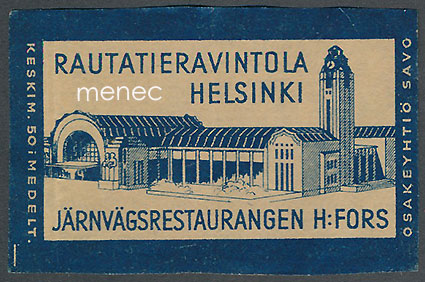 RAUTATIERAVINTOLA
menec
HELSINKI
JÄRNVÄGSRESTAURANGEN H:FORS
KESKIM. 50 i MEDELT.
OSAKEYHTIÖ SAVO